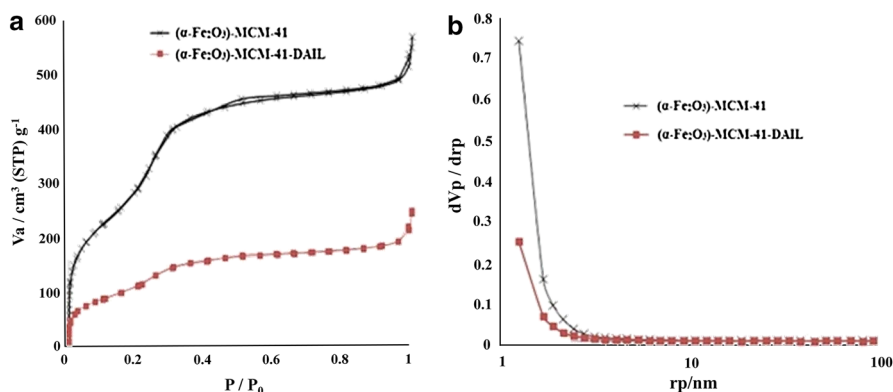 a
(α-Fe₂O₃)-MCM-41
(α-Fe₂O₃)-MCM-41-DAIL
Va / cm³ (STP) g⁻¹
600
500
400
300
200
100
0
0
0.2
0.4
0.6
0.8
1
P / P₀
b
(α-Fe₂O₃)-MCM-41
(α-Fe₂O₃)-MCM-41-DAIL
dVp / drp
0.8
0.7
0.6
0.5
0.4
0.3
0.2
0.1
0
1
10
100
rp/nm